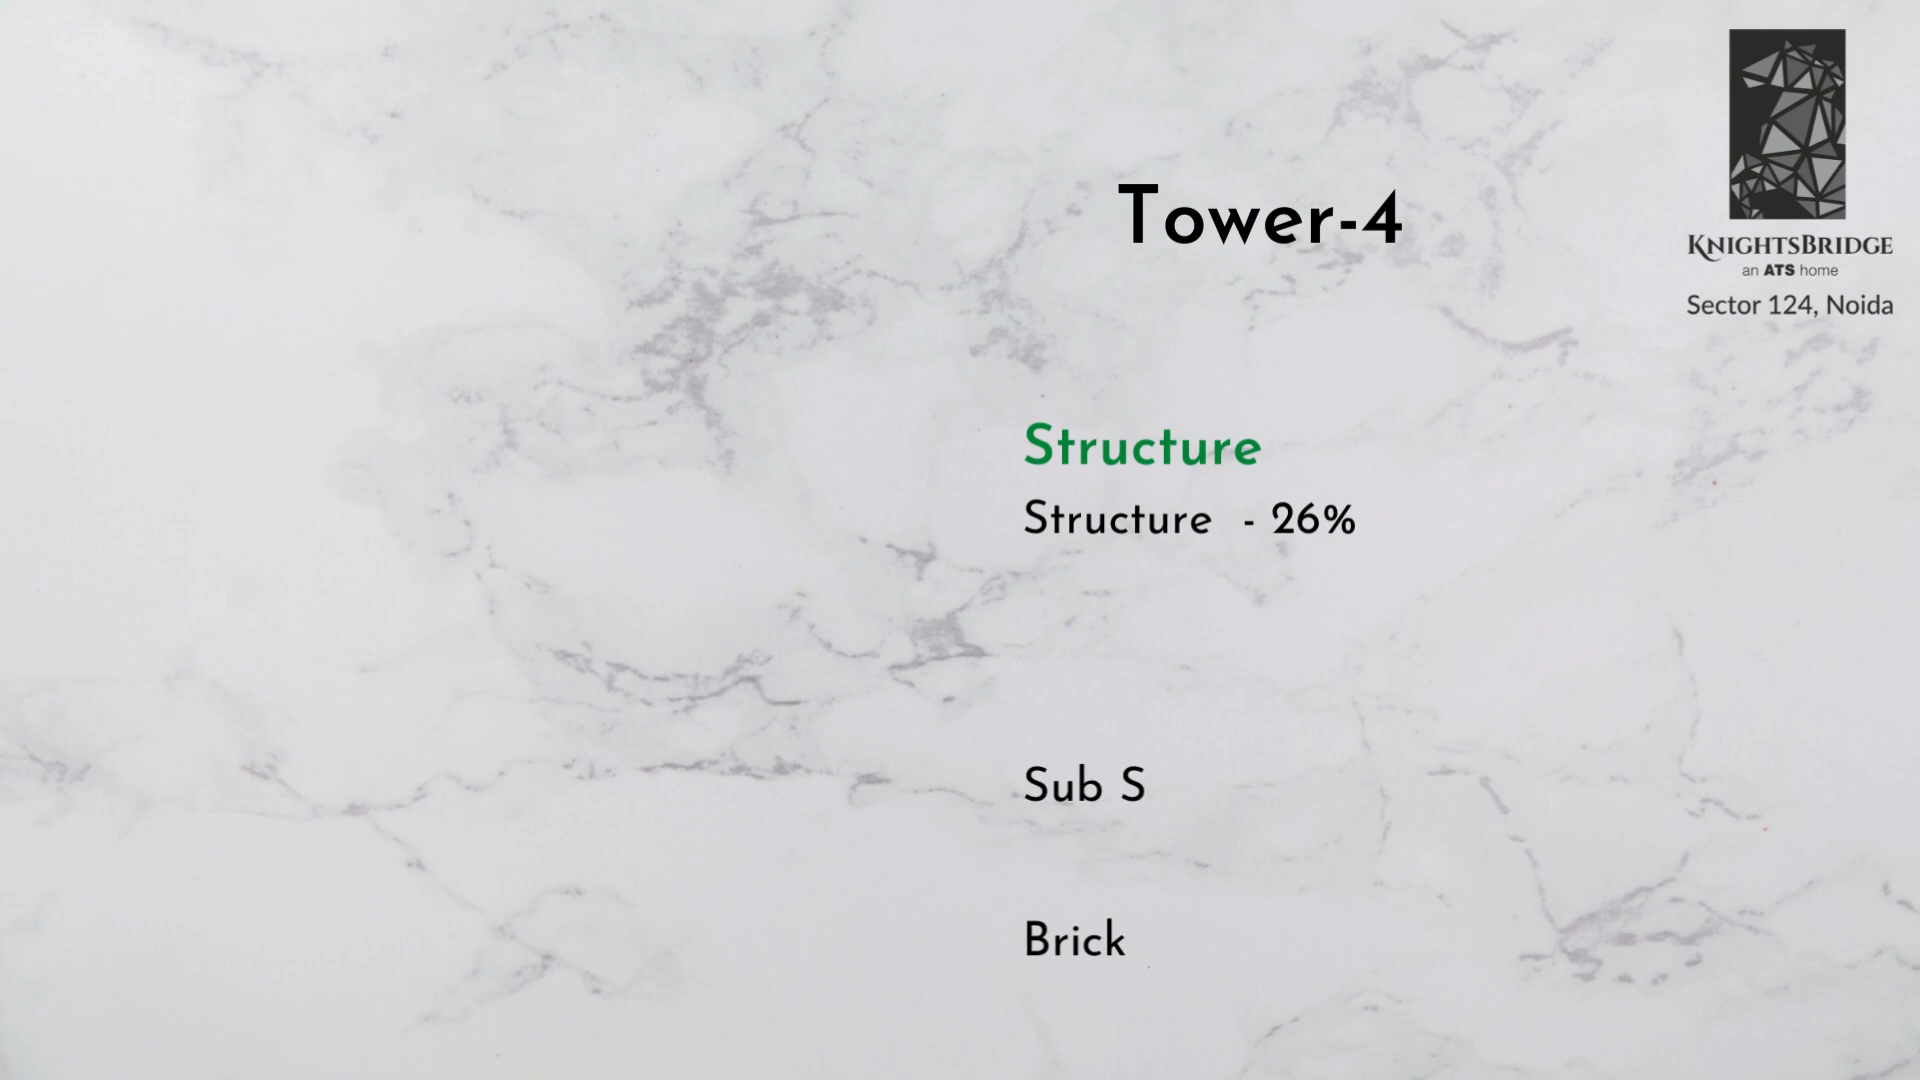 Tower-4
KNIGHTSBRIDGE
an ATS home
Sector 124, Noida
Structure
Structure - 26%
Sub S
Brick